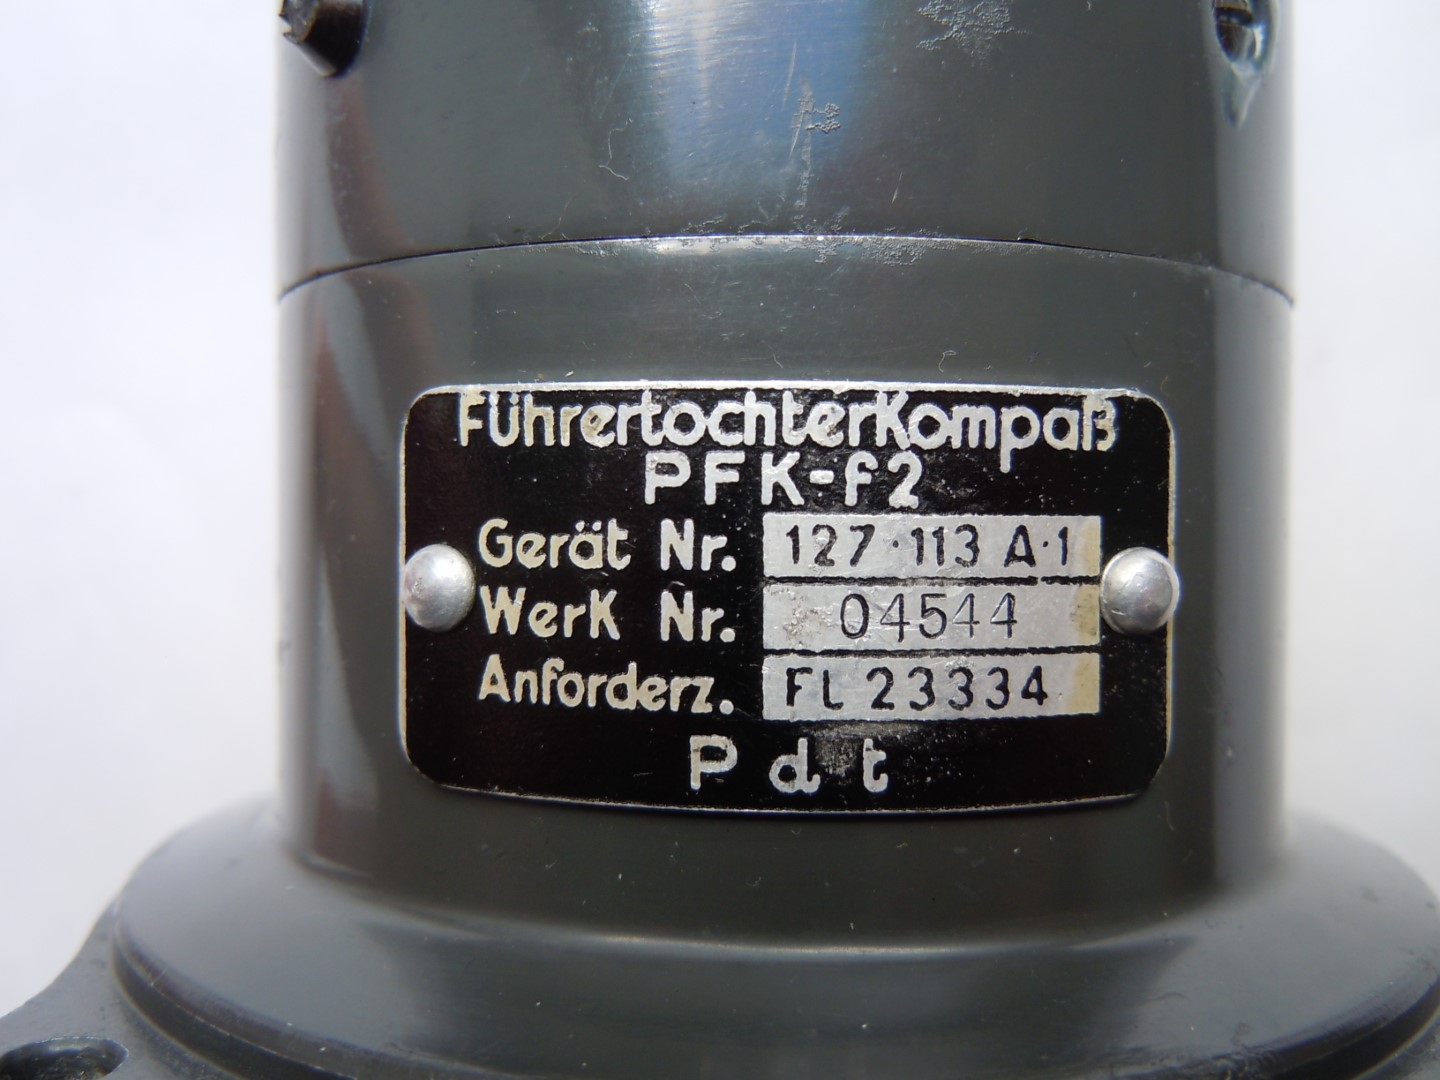 Führertochterkompaß
PFK-f2
Gerät Nr. 127·113 A·1
Werk Nr. 04544
Anforderz. FL 23334
Pdt